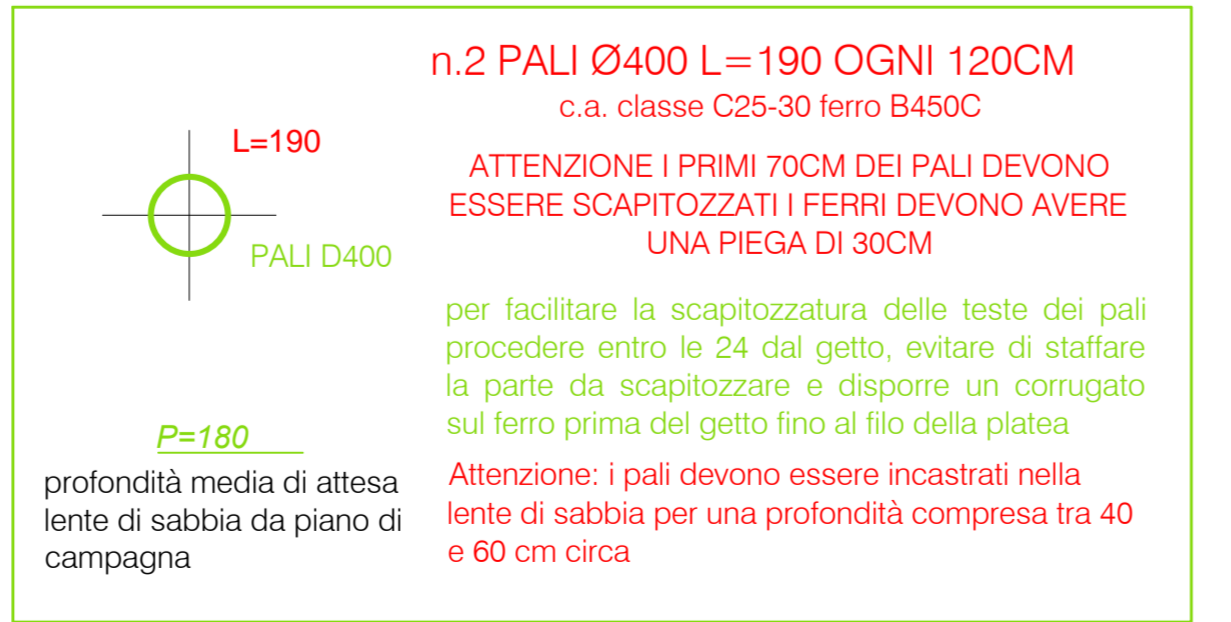 n.2 PALI Ø400 L=190 OGNI 120CM
c.a. classe C25-30 ferro B450C
L=190
PALI D400
ATTENZIONE I PRIMI 70CM DEI PALI DEVONO
ESSERE SCAPITOZZATI I FERRI DEVONO AVERE
UNA PIEGA DI 30CM
per facilitare la scapitozzatura delle teste dei pali
procedere entro le 24 dal getto, evitare di staffare
la parte da scapitozzare e disporre un corrugato
sul ferro prima del getto fino al filo della platea
P=180
profondità media di attesa
lente di sabbia da piano di
campagna
Attenzione: i pali devono essere incastrati nella
lente di sabbia per una profondità compresa tra 40
e 60 cm circa